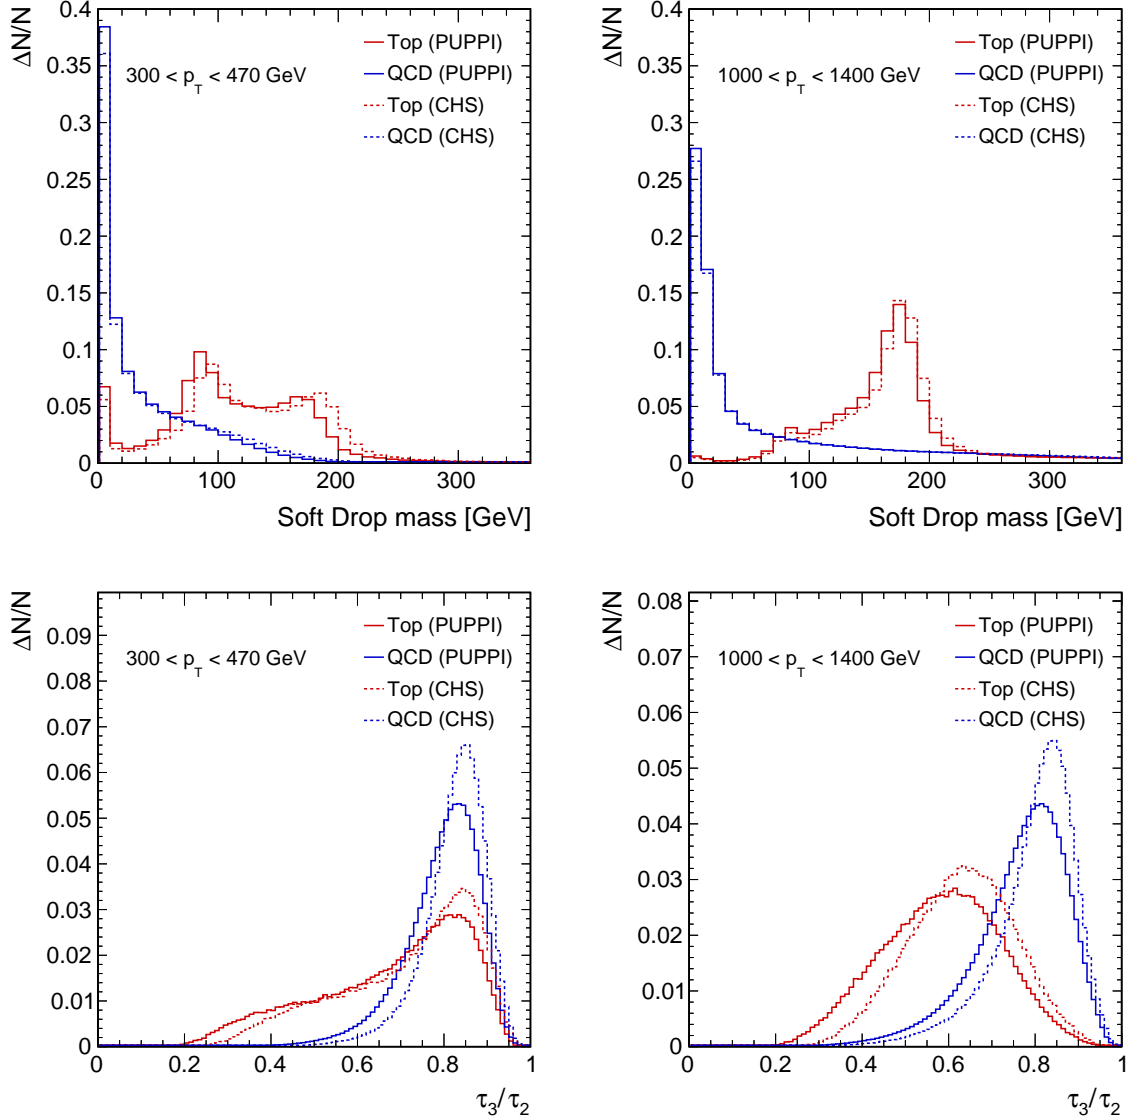 ΔN/N
0.4
0.35
0.3
0.25
0.2
0.15
0.1
0.05
0
300 < p_T < 470 GeV
Top (PUPPI)
QCD (PUPPI)
Top (CHS)
QCD (CHS)
0 100 200 300
Soft Drop mass [GeV]
ΔN/N
0.4
0.35
0.3
0.25
0.2
0.15
0.1
0.05
0
1000 < p_T < 1400 GeV
Top (PUPPI)
QCD (PUPPI)
Top (CHS)
QCD (CHS)
0 100 200 300
Soft Drop mass [GeV]
ΔN/N
0.09
0.08
0.07
0.06
0.05
0.04
0.03
0.02
0.01
0
300 < p_T < 470 GeV
Top (PUPPI)
QCD (PUPPI)
Top (CHS)
QCD (CHS)
0 0.2 0.4 0.6 0.8 1
τ_3/τ_2
ΔN/N
0.08
0.07
0.06
0.05
0.04
0.03
0.02
0.01
0
1000 < p_T < 1400 GeV
Top (PUPPI)
QCD (PUPPI)
Top (CHS)
QCD (CHS)
0 0.2 0.4 0.6 0.8 1
τ_3/τ_2